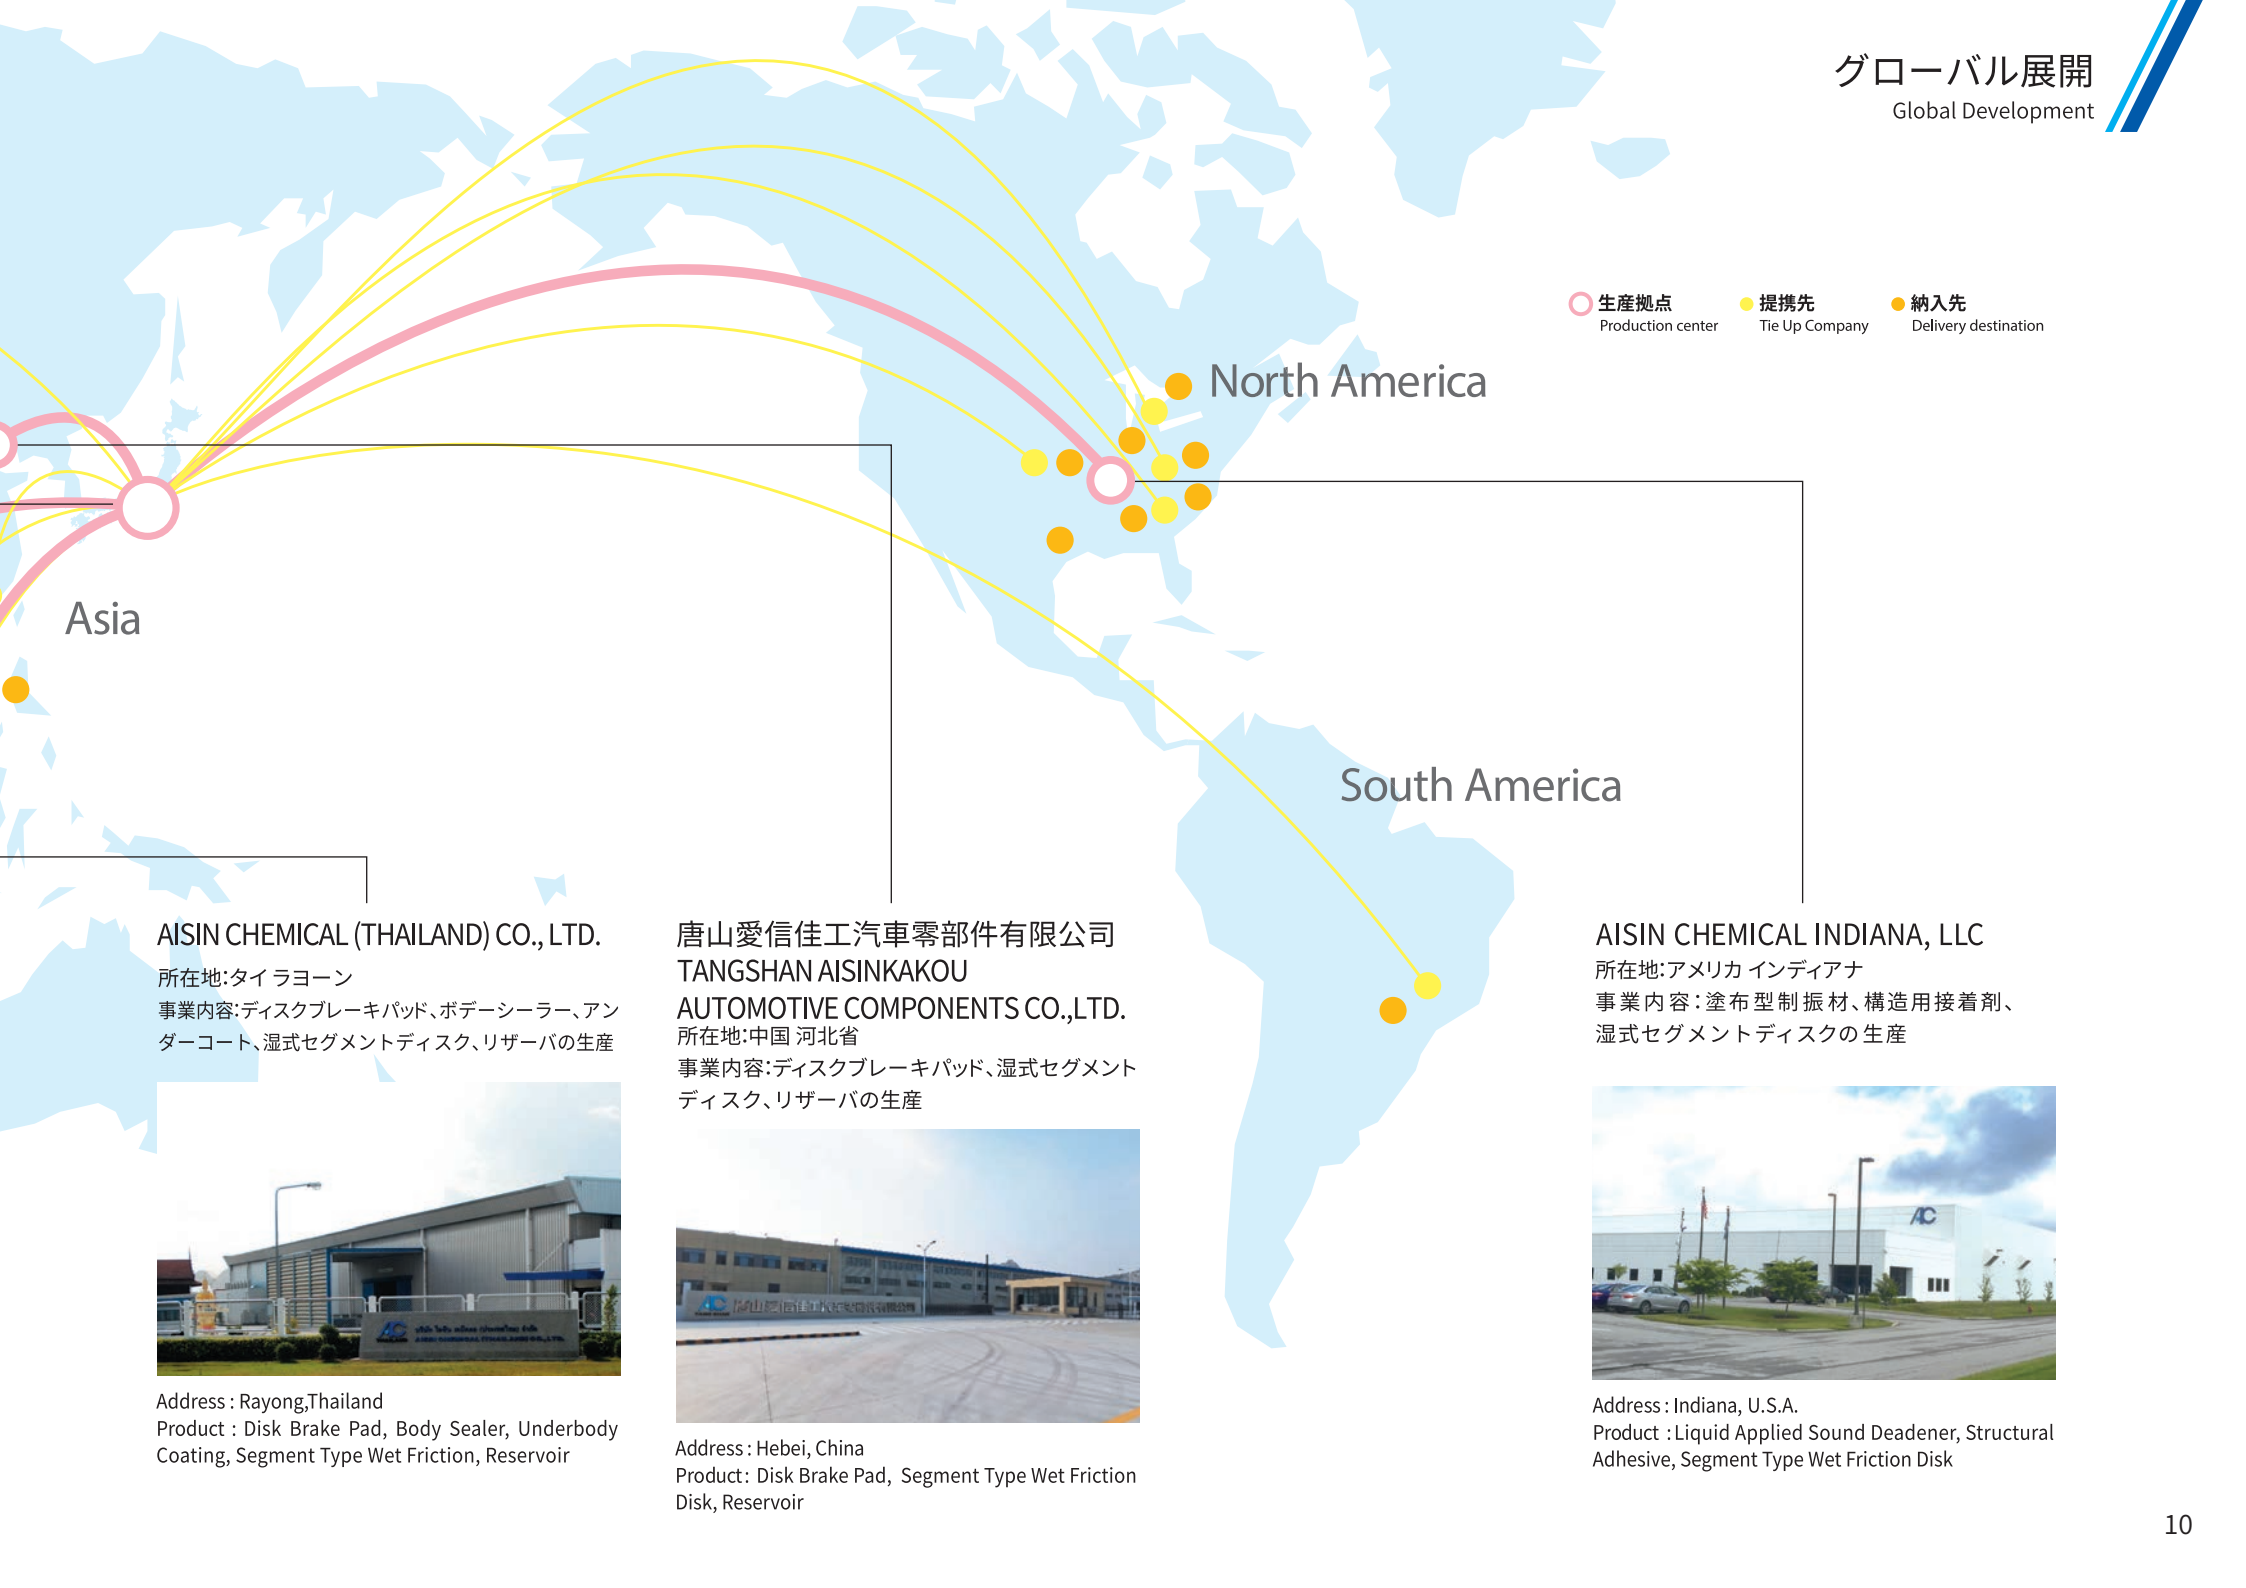 グローバル展開
Global Development
生産拠点
Production center
提携先
Tie Up Company
納入先
Delivery destination
North America
Asia
South America
AISIN CHEMICAL (THAILAND) CO., LTD.
所在地:タイ ラヨーン
事業内容:ディスクブレーキパッド、ボデーシーラー、アン
ダーコート、湿式セグメントディスク、リザーバの生産
AC
Address : Rayong,Thailand
Product : Disk Brake Pad, Body Sealer, Underbody
Coating, Segment Type Wet Friction, Reservoir
唐山愛信佳工汽車零部件有限公司
TANGSHAN AISINKAKOU
AUTOMOTIVE COMPONENTS CO.,LTD.
所在地:中国 河北省
事業内容:ディスクブレーキパッド、湿式セグメント
ディスク、リザーバの生産
AC
Address : Hebei, China
Product : Disk Brake Pad, Segment Type Wet Friction
Disk, Reservoir
AISIN CHEMICAL INDIANA, LLC
所在地:アメリカ インディアナ
事業内容:塗布型制振材、構造用接着剤、
湿式セグメントディスクの生産
AC
Address : Indiana, U.S.A.
Product : Liquid Applied Sound Deadener, Structural
Adhesive, Segment Type Wet Friction Disk
10